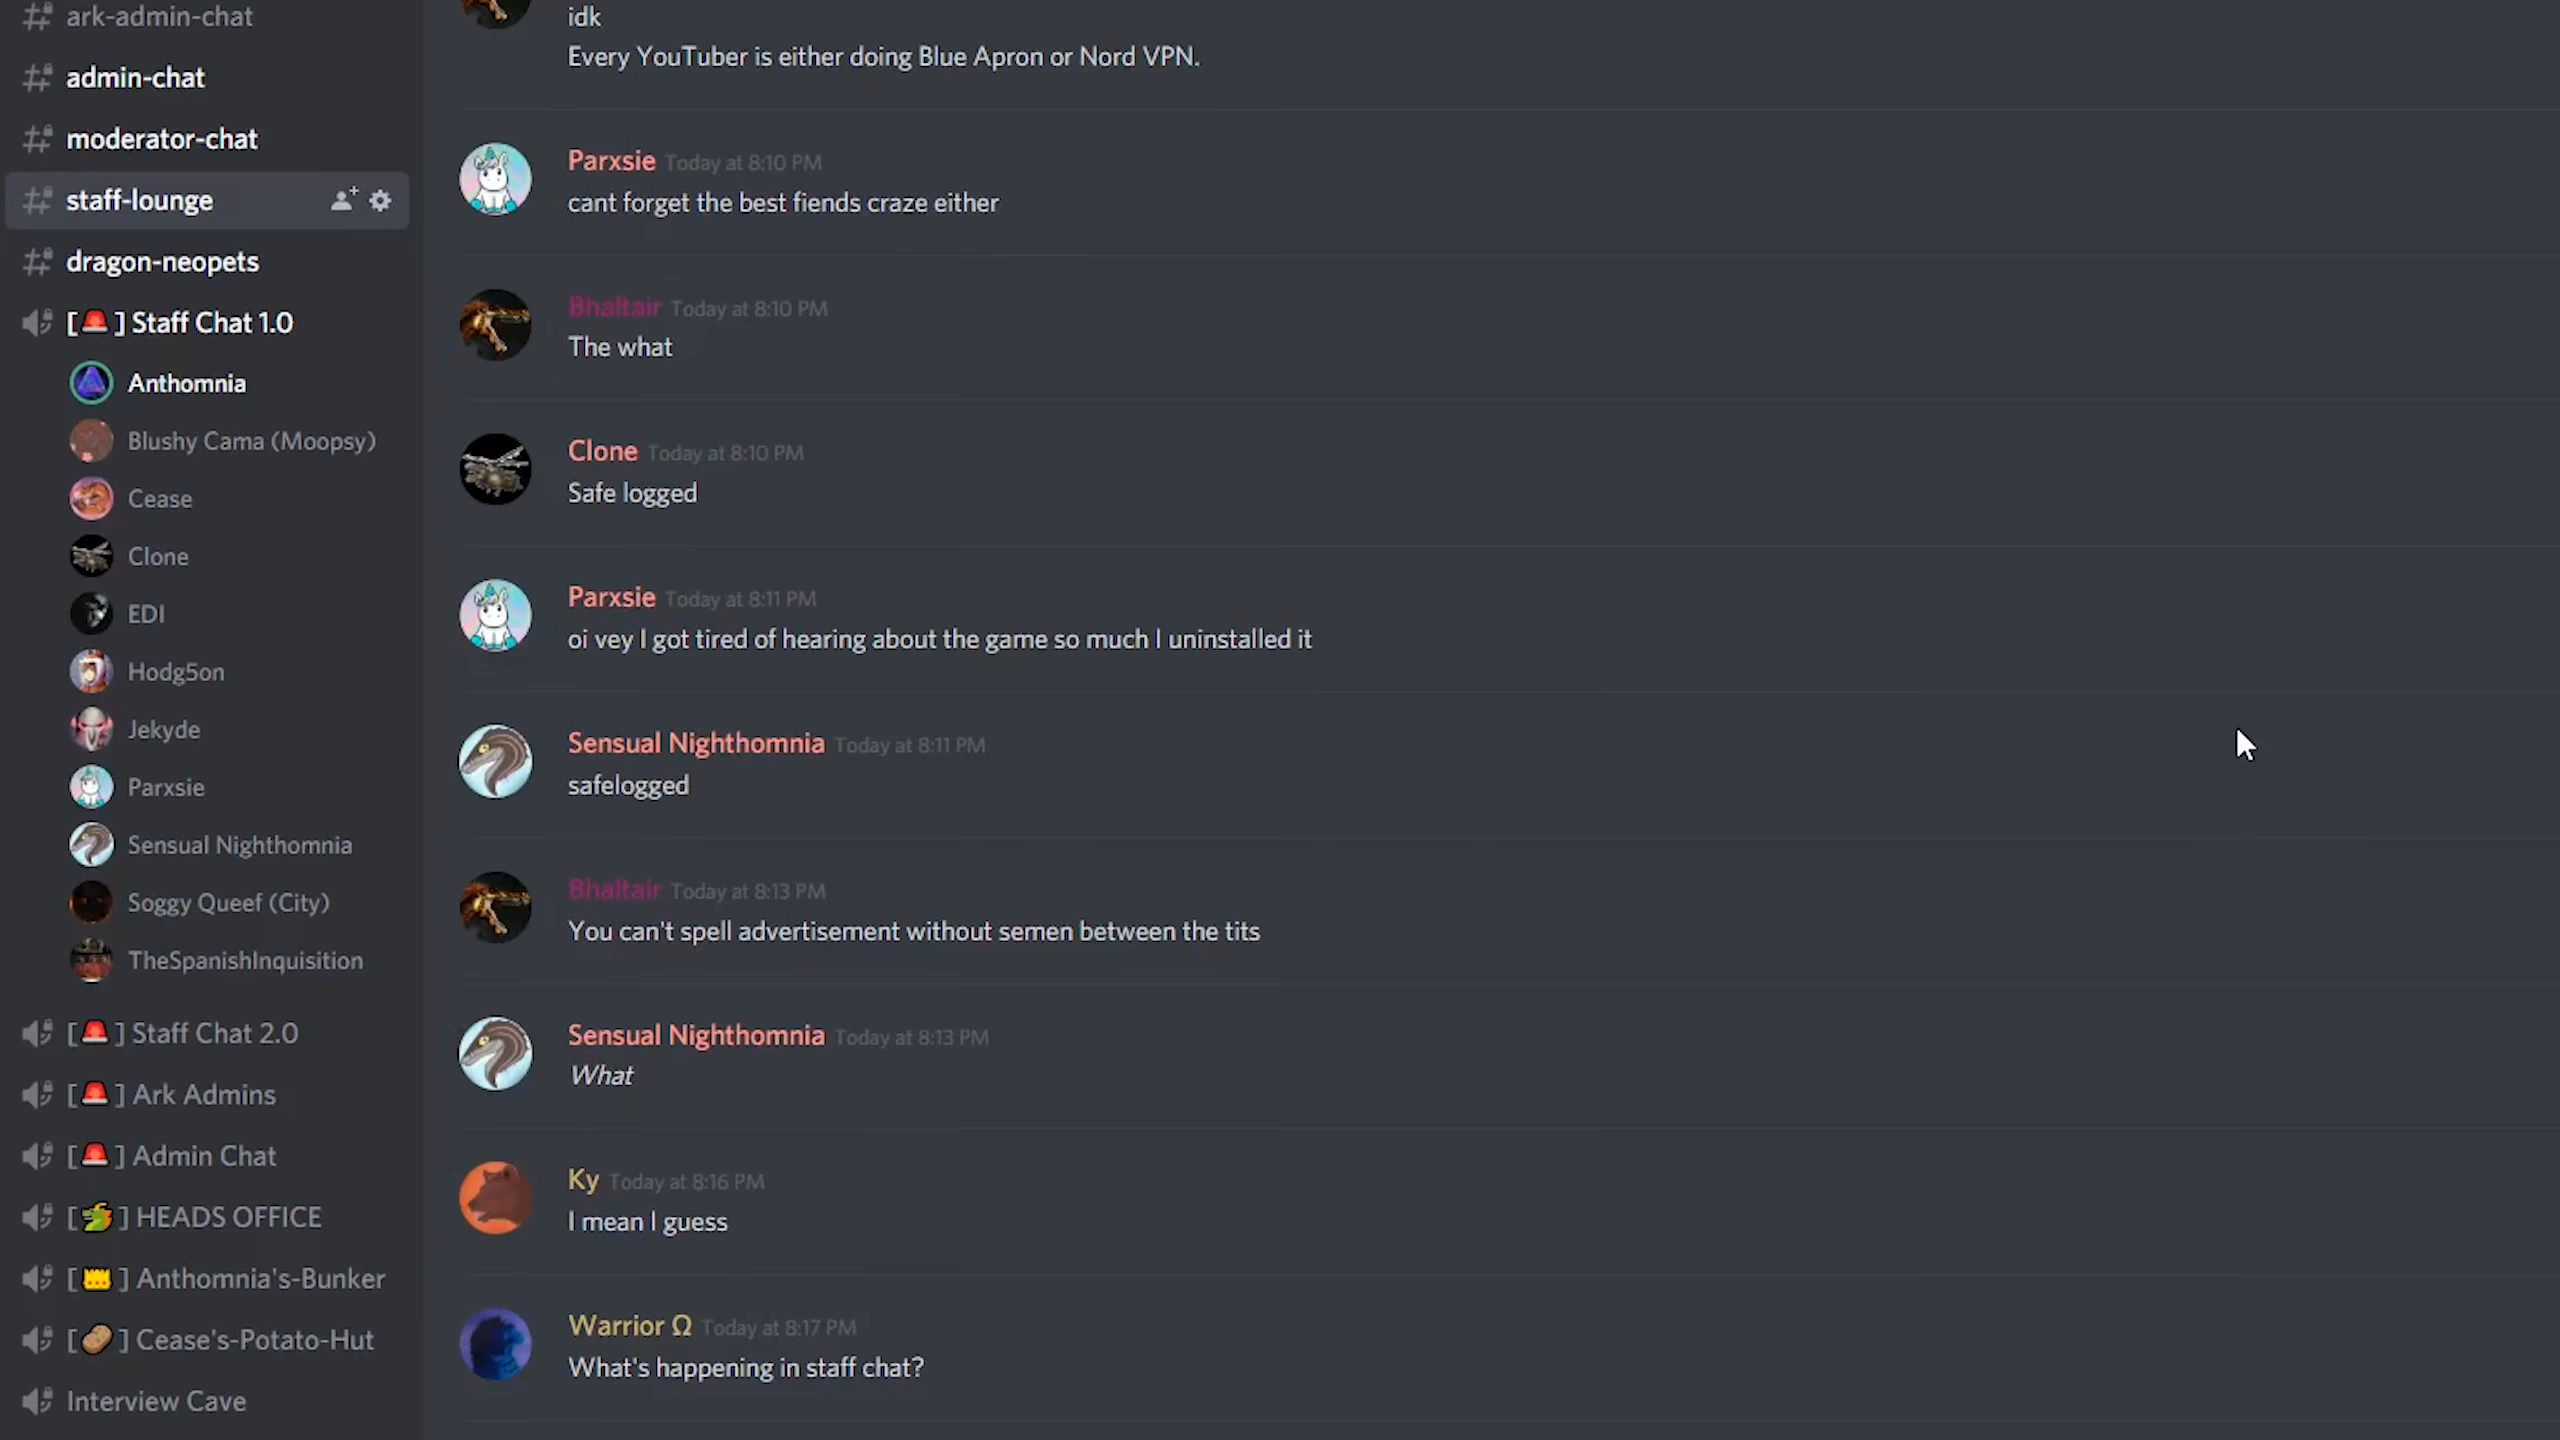 ark-admin-chat
admin-chat
moderator-chat
staff-lounge
dragon-neopets
[🚨] Staff Chat 1.0
Anthomnia
Blushy Cama (Moopsy)
Cease
Clone
EDI
Hodg5on
Jekyde
Parxsie
Sensual Nighthomnia
Soggy Queef (City)
TheSpanishInquisition
[🚨] Staff Chat 2.0
[🚨] Ark Admins
[🚨] Admin Chat
[🐲] HEADS OFFICE
[👑] Anthomnia's-Bunker
[🥔] Cease's-Potato-Hut
Interview Cave
idk
Every YouTuber is either doing Blue Apron or Nord VPN.
Parxsie Today at 8:10 PM
cant forget the best fiends craze either
Bhaltair Today at 8:10 PM
The what
Clone Today at 8:10 PM
Safe logged
Parxsie Today at 8:11 PM
oi vey I got tired of hearing about the game so much I uninstalled it
Sensual Nighthomnia Today at 8:11 PM
safelogged
Bhaltair Today at 8:13 PM
You can't spell advertisement without semen between the tits
Sensual Nighthomnia Today at 8:13 PM
What
Ky Today at 8:16 PM
I mean I guess
Warrior Ω Today at 8:17 PM
What's happening in staff chat?